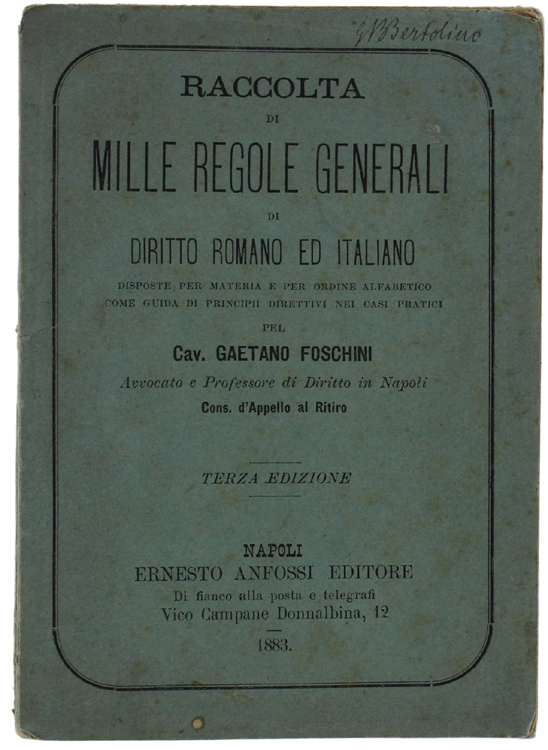 GB Bertolino
RACCOLTA
DI
MILLE REGOLE GENERALI
DI
DIRITTO ROMANO ED ITALIANO
DISPOSTE PER MATERIA E PER ORDINE ALFABETICO
COME GUIDA DI PRINCIPII DIRETTIVI NEI CASI PRATICI
PEL
Cav. GAETANO FOSCHINI
Avvocato e Professore di Diritto in Napoli
Cons. d'Appello al Ritiro
TERZA EDIZIONE
NAPOLI
ERNESTO ANFOSSI EDITORE
Di fianco alla posta e telegrafi
Vico Campane Donnalbina, 12
1883.